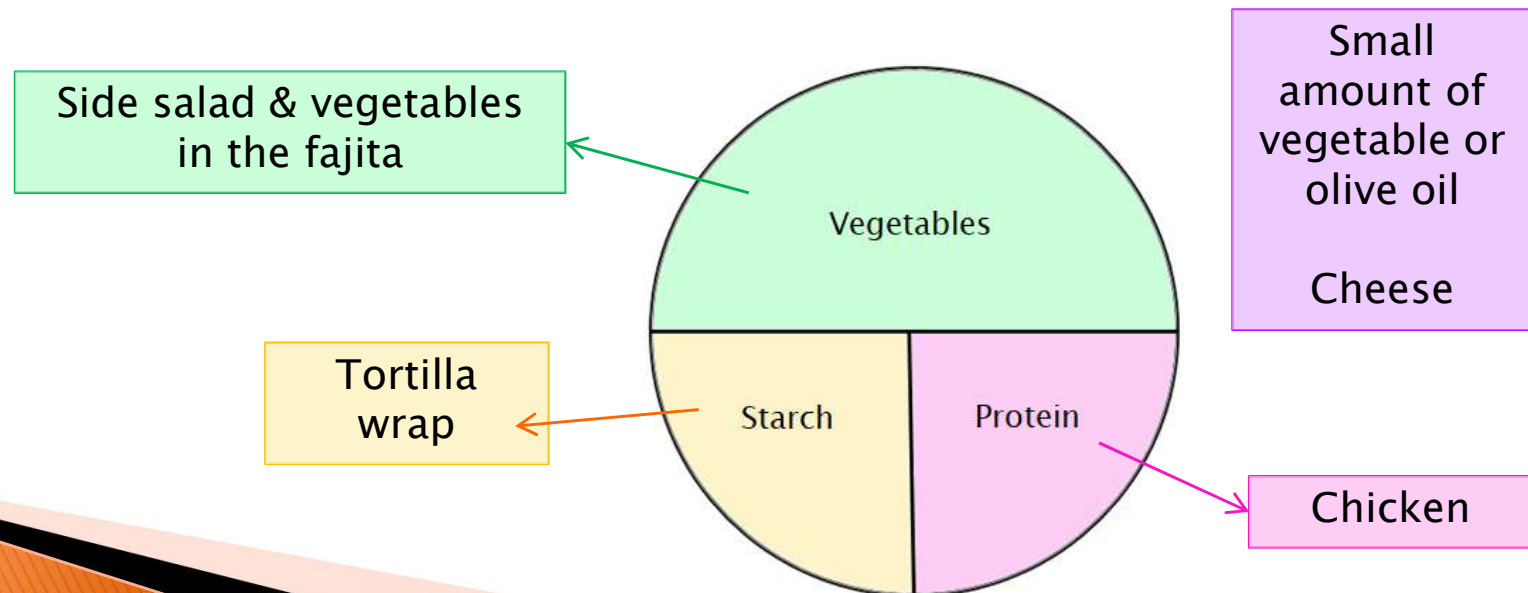 Side salad & vegetables
in the fajita
Small
amount of
vegetable or
olive oil
Cheese
Vegetables
Tortilla
wrap
Starch
Protein
Chicken